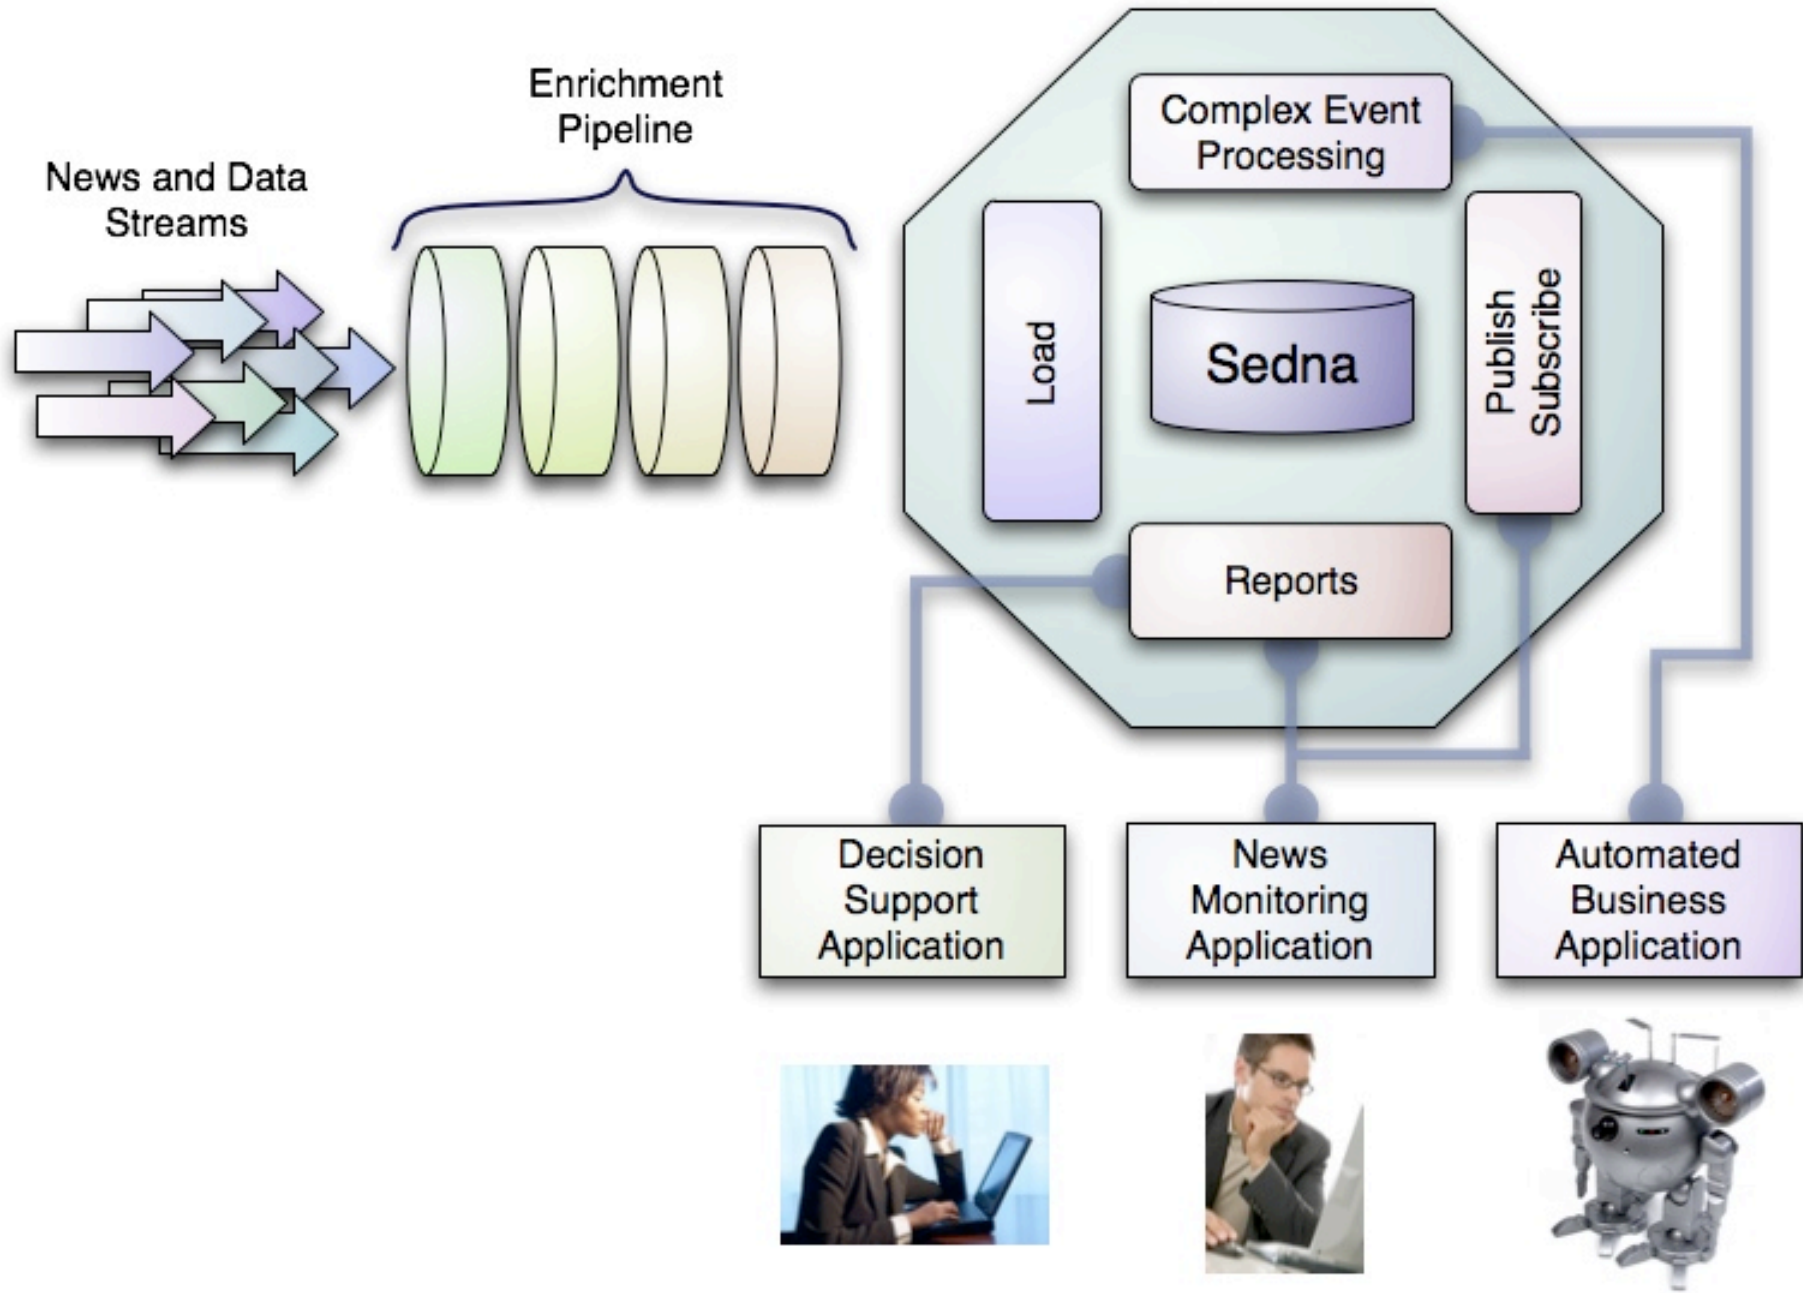 Enrichment
Pipeline
News and Data
Streams
Complex Event
Processing
Load
Sedna
Publish
Subscribe
Reports
Decision
Support
Application
News
Monitoring
Application
Automated
Business
Application